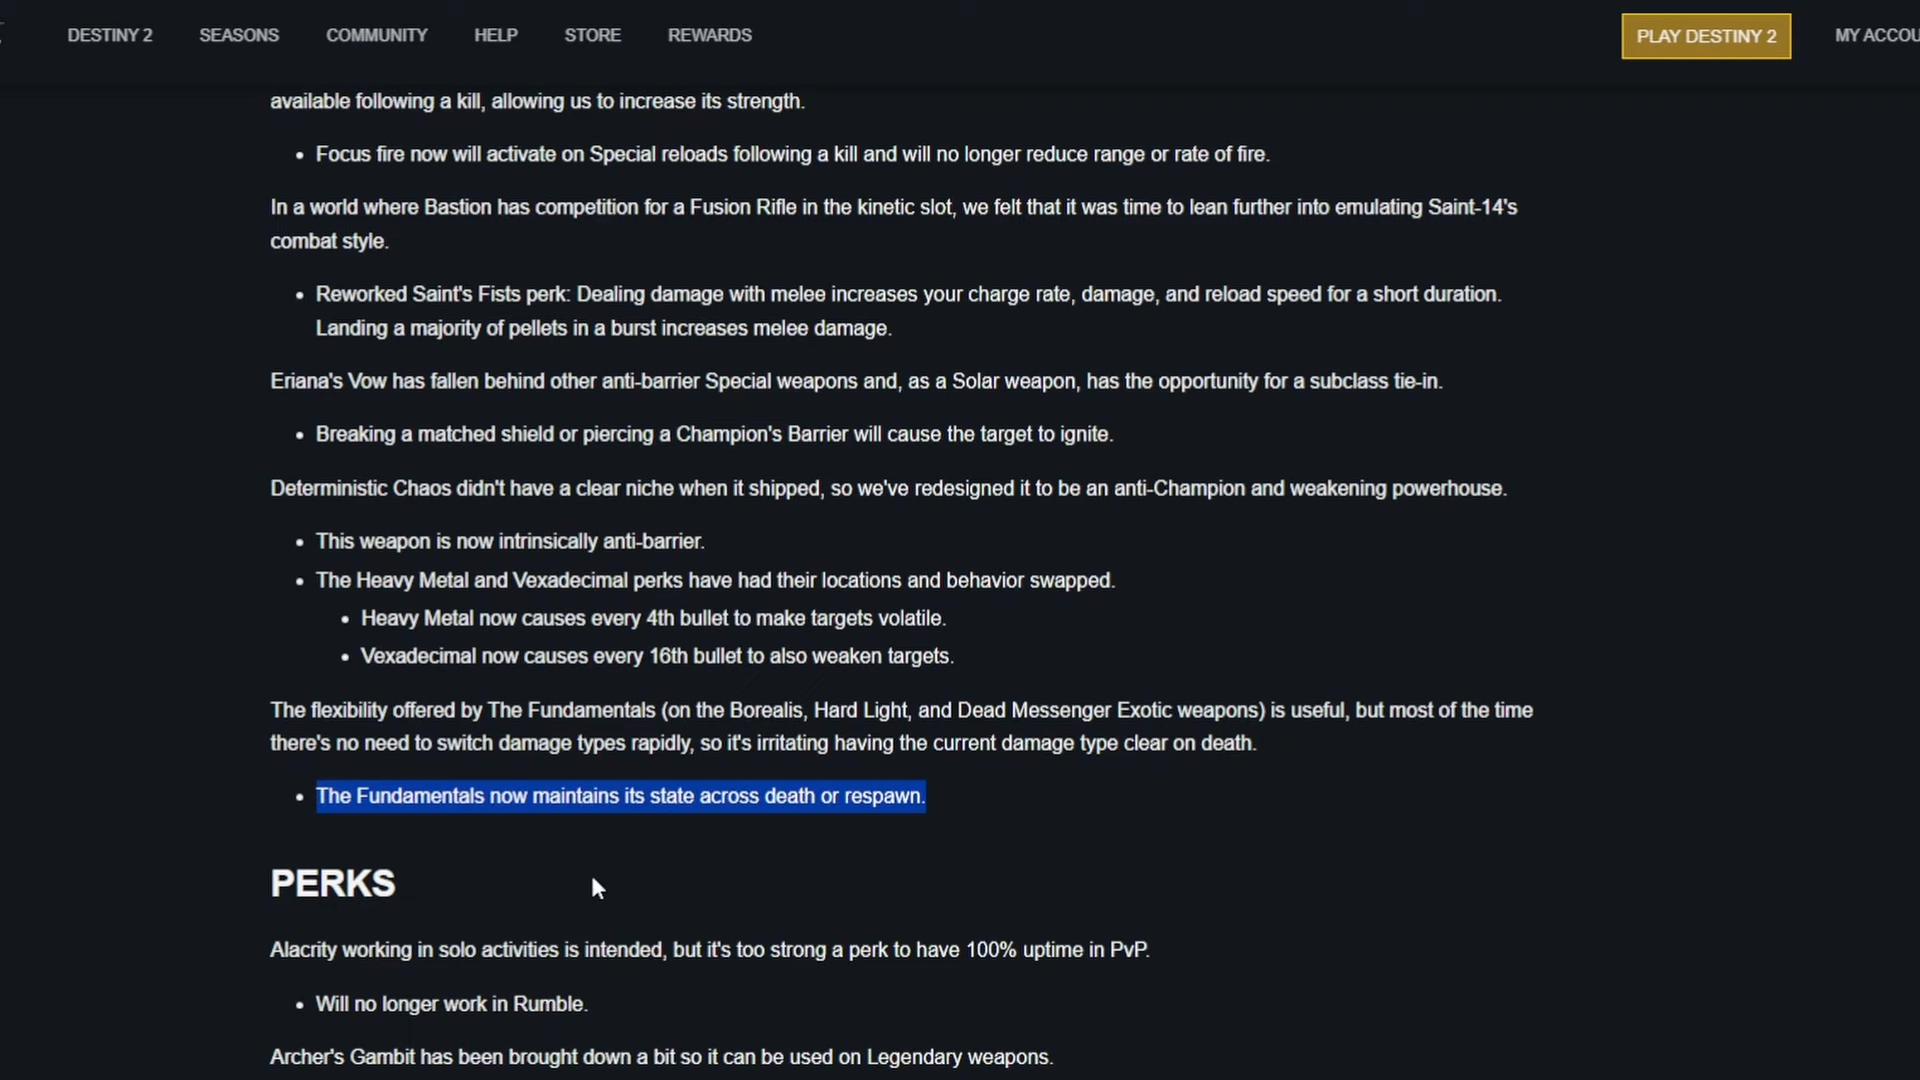 DESTINY 2 SEASONS COMMUNITY HELP STORE REWARDS PLAY DESTINY 2 MY ACCOU
available following a kill, allowing us to increase its strength.
• Focus fire now will activate on Special reloads following a kill and will no longer reduce range or rate of fire.
In a world where Bastion has competition for a Fusion Rifle in the kinetic slot, we felt that it was time to lean further into emulating Saint-14's
combat style.
• Reworked Saint's Fists perk: Dealing damage with melee increases your charge rate, damage, and reload speed for a short duration.
Landing a majority of pellets in a burst increases melee damage.
Eriana's Vow has fallen behind other anti-barrier Special weapons and, as a Solar weapon, has the opportunity for a subclass tie-in.
• Breaking a matched shield or piercing a Champion's Barrier will cause the target to ignite.
Deterministic Chaos didn't have a clear niche when it shipped, so we've redesigned it to be an anti-Champion and weakening powerhouse.
• This weapon is now intrinsically anti-barrier.
• The Heavy Metal and Vexadecimal perks have had their locations and behavior swapped.
• Heavy Metal now causes every 4th bullet to make targets volatile.
• Vexadecimal now causes every 16th bullet to also weaken targets.
The flexibility offered by The Fundamentals (on the Borealis, Hard Light, and Dead Messenger Exotic weapons) is useful, but most of the time
there's no need to switch damage types rapidly, so it's irritating having the current damage type clear on death.
• The Fundamentals now maintains its state across death or respawn.
PERKS
Alacrity working in solo activities is intended, but it's too strong a perk to have 100% uptime in PvP.
• Will no longer work in Rumble.
Archer's Gambit has been brought down a bit so it can be used on Legendary weapons.